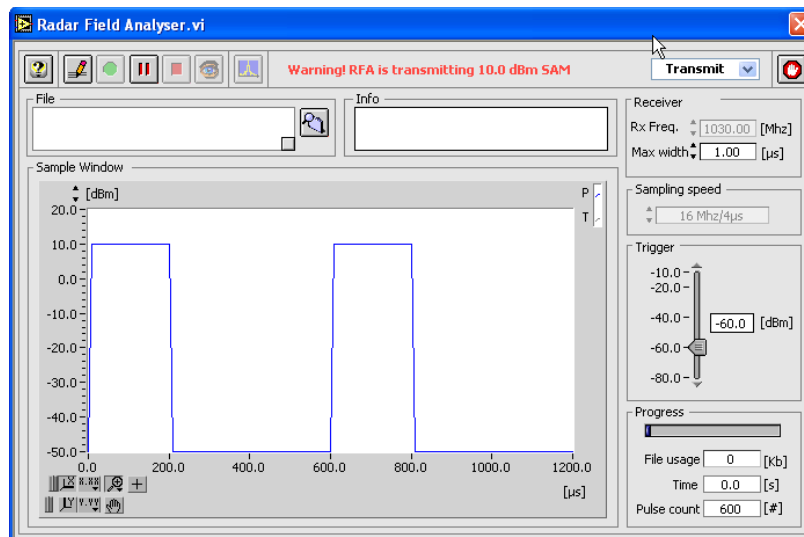 Radar Field Analyser.vi
Warning! RFA is transmitting 10.0 dBm SAM
Transmit
File
Info
Sample Window
[dBm]
P
T
20.0
10.0
0.0
-10.0
-20.0
-30.0
-40.0
-50.0
0.0 200.0 400.0 600.0 800.0 1000.0 1200.0
[µs]
X X.XX
Y Y.YY
Receiver
Rx Freq. 1030.00 [Mhz]
Max width 1.00 [µs]
Sampling speed
16 Mhz/4µs
Trigger
-10.0
-20.0
-40.0
-60.0
-80.0
-60.0 [dBm]
Progress
File usage 0 [Kb]
Time 0.0 [s]
Pulse count 600 [#]